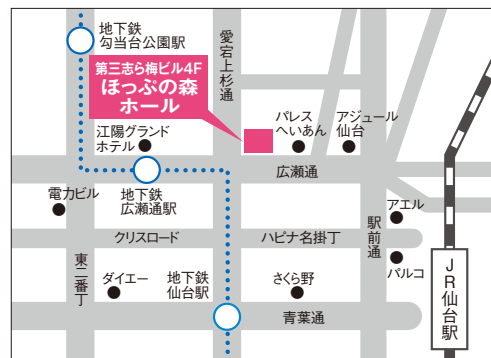 地下鉄
勾当台公園駅
愛宕上杉通
第三志ら梅ビル4F
ほっぷの森
ホール
江陽グランド
ホテル
パレス
へいあん
アジュール
仙台
広瀬通
地下鉄
広瀬通駅
電力ビル
アエル
駅前通
クリスロード
ハピナ名掛丁
パルコ
東二番丁
ダイエー
地下鉄
仙台駅
さくら野
JR仙台駅
青葉通